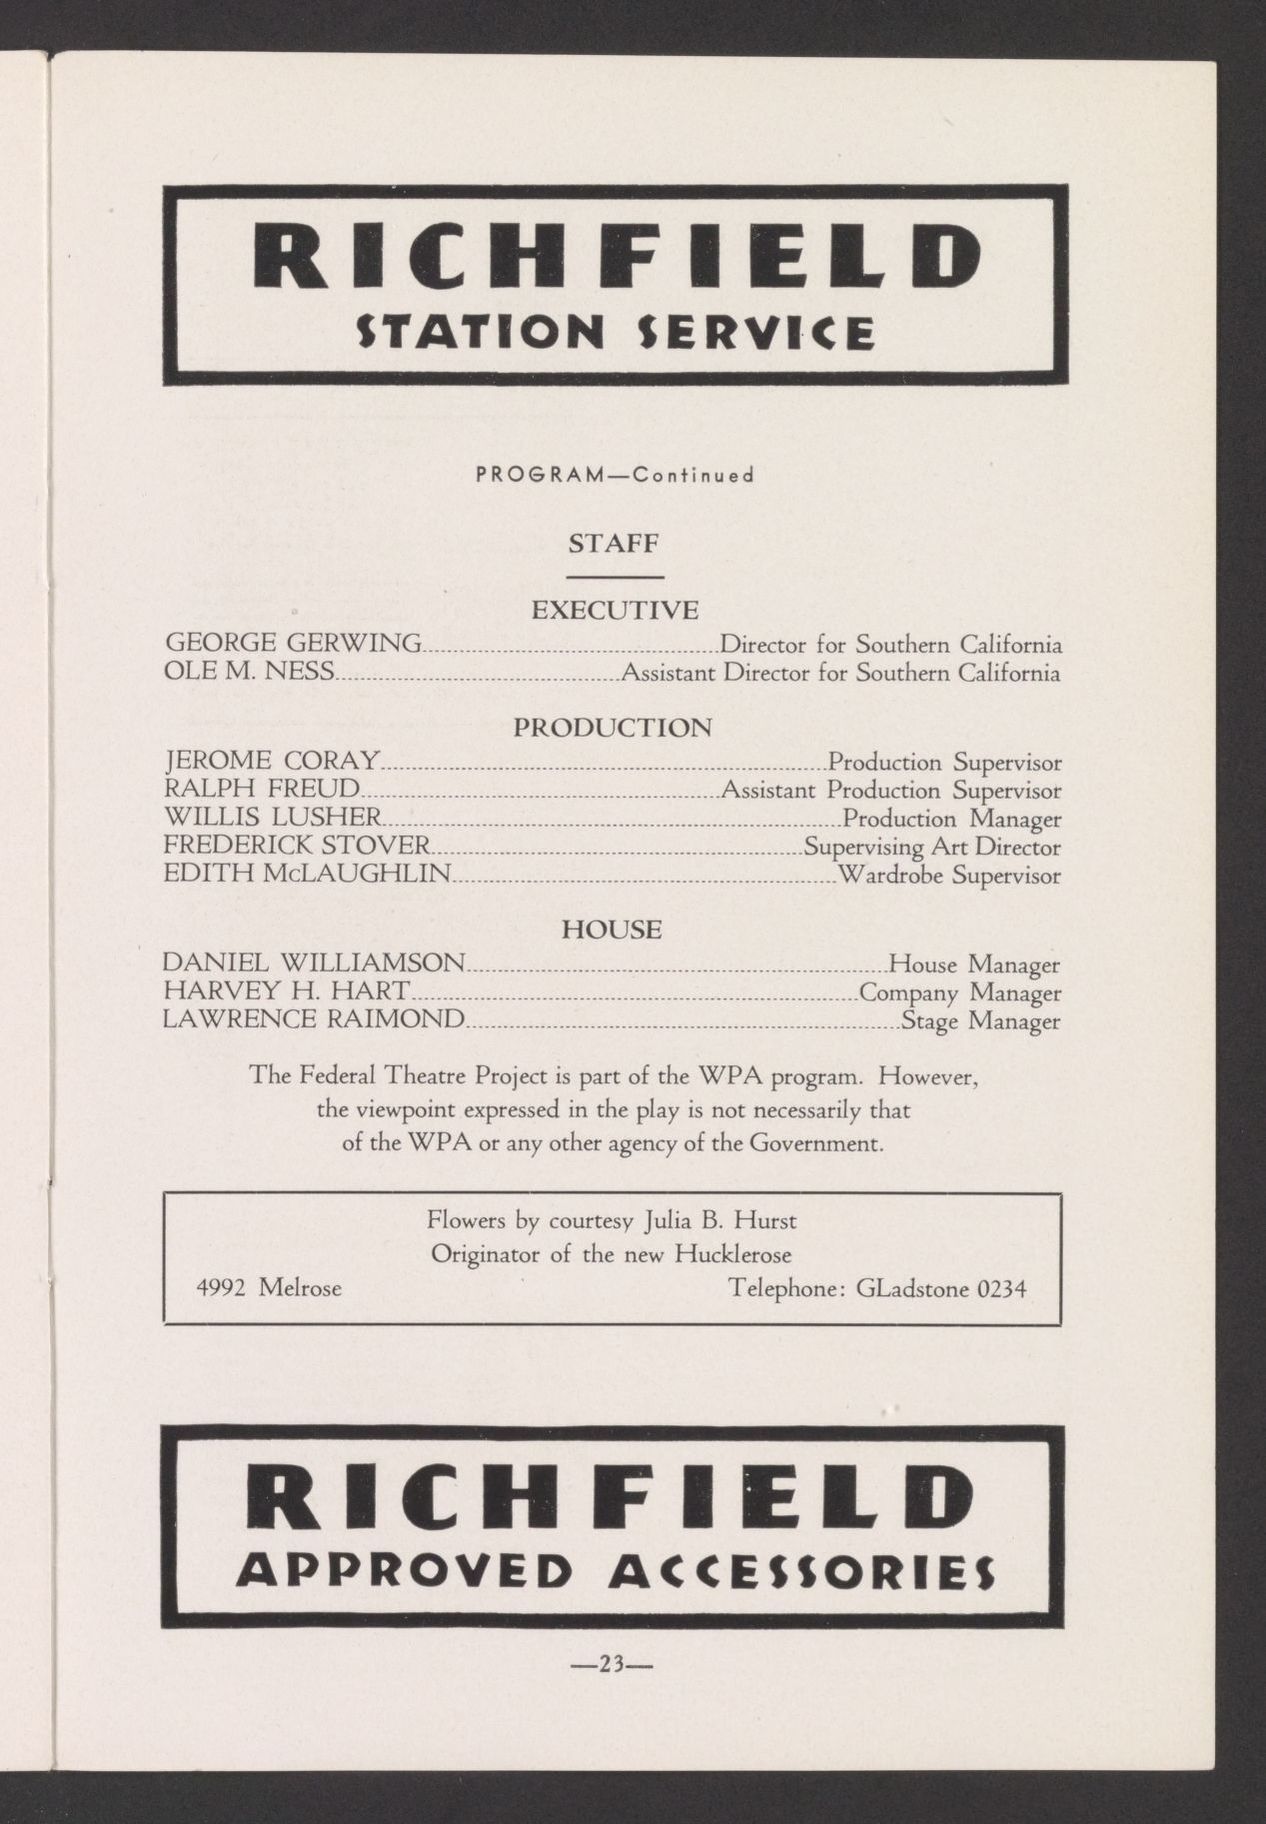 RICHFIELD
STATION SERVICE
PROGRAM—Continued
STAFF
EXECUTIVE
GEORGE GERWING........................................Director for Southern California
OLE M. NESS........................................Assistant Director for Southern California
PRODUCTION
JEROME CORAY........................................Production Supervisor
RALPH FREUD........................................Assistant Production Supervisor
WILLIS LUSHER........................................Production Manager
FREDERICK STOVER........................................Supervising Art Director
EDITH McLAUGHLIN........................................Wardrobe Supervisor
HOUSE
DANIEL WILLIAMSON........................................House Manager
HARVEY H. HART........................................Company Manager
LAWRENCE RAIMOND........................................Stage Manager
The Federal Theatre Project is part of the WPA program. However,
the viewpoint expressed in the play is not necessarily that
of the WPA or any other agency of the Government.
Flowers by courtesy Julia B. Hurst
Originator of the new Hucklerose
4992 Melrose Telephone: GLadstone 0234
RICHFIELD
APPROVED ACCESSORIES
—23—